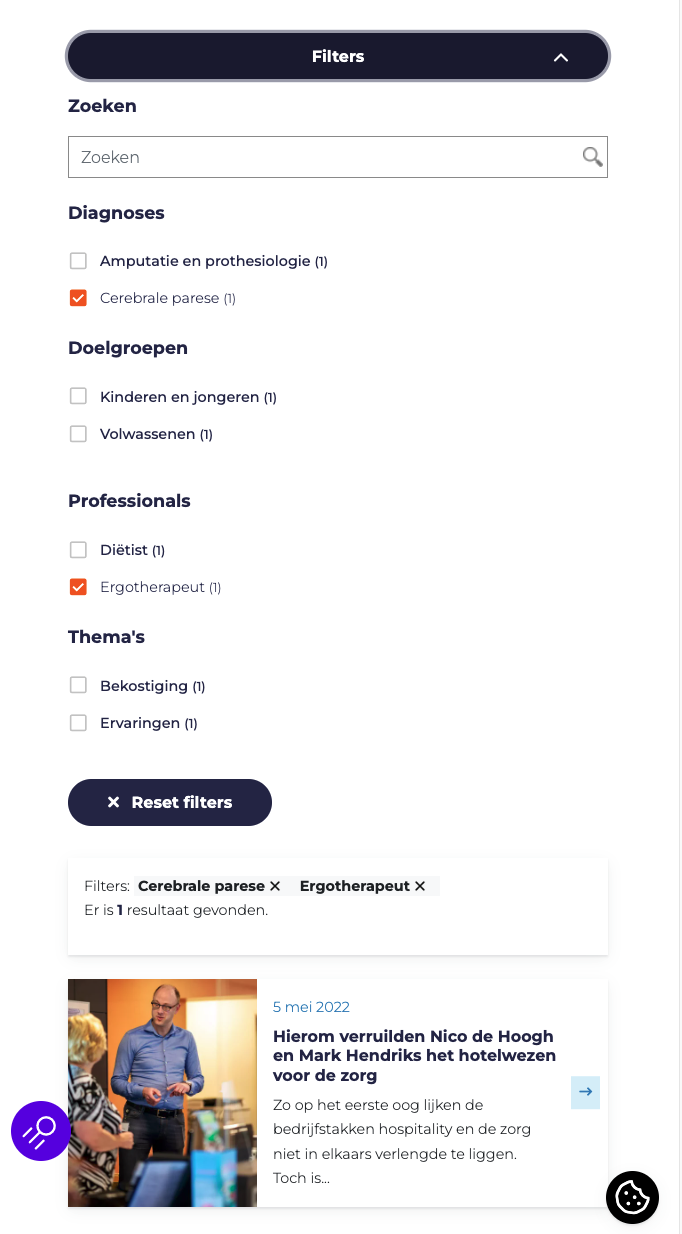 Filters
Zoeken
Zoeken
Diagnoses
Amputatie en prothesiologie (1)
Cerebrale parese (1)
Doelgroepen
Kinderen en jongeren (1)
Volwassenen (1)
Professionals
Diëtist (1)
Ergotherapeut (1)
Thema's
Bekostiging (1)
Ervaringen (1)
× Reset filters
Filters: Cerebrale parese × Ergotherapeut ×
Er is 1 resultaat gevonden.
5 mei 2022
Hierom verruilden Nico de Hoogh
en Mark Hendriks het hotelwezen
voor de zorg
Zo op het eerste oog lijken de
bedrijfstakken hospitality en de zorg
niet in elkaars verlengde te liggen.
Toch is...